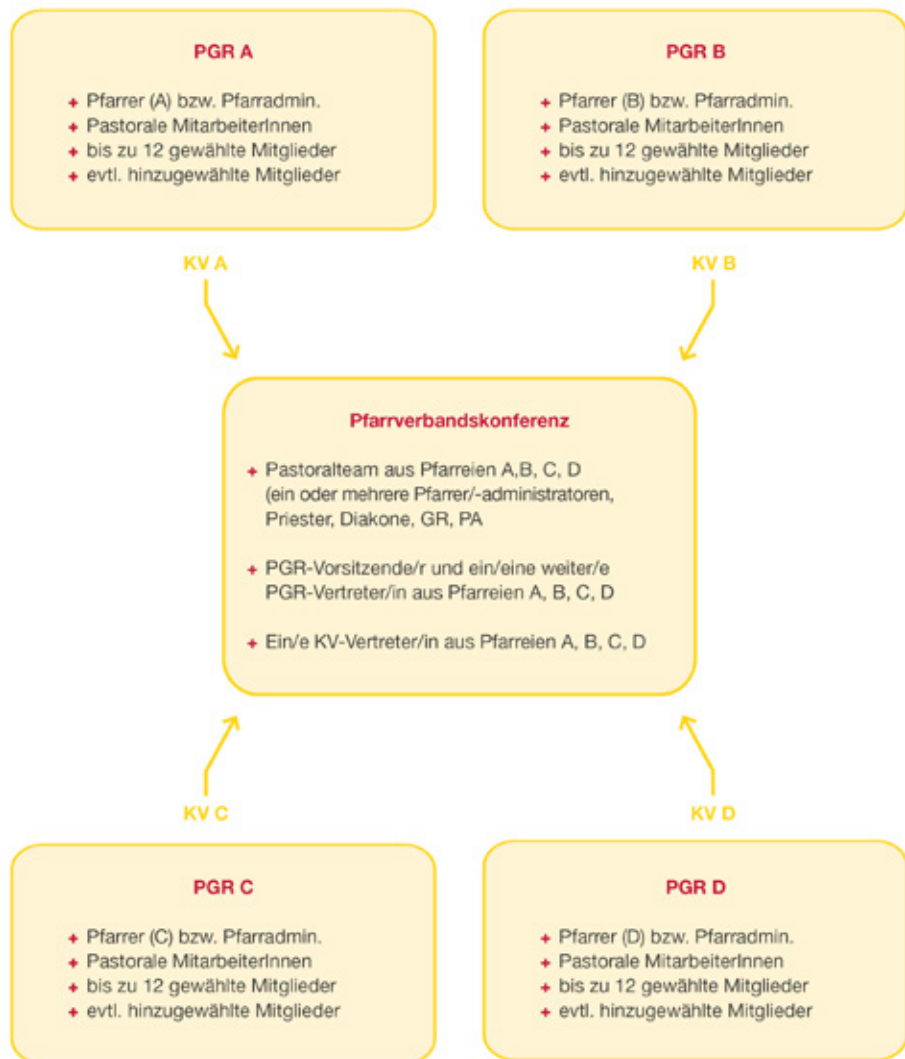 PGR A
+ Pfarrer (A) bzw. Pfarradmin.
+ Pastorale MitarbeiterInnen
+ bis zu 12 gewählte Mitglieder
+ evtl. hinzugewählte Mitglieder
PGR B
+ Pfarrer (B) bzw. Pfarradmin.
+ Pastorale MitarbeiterInnen
+ bis zu 12 gewählte Mitglieder
+ evtl. hinzugewählte Mitglieder
KV A
KV B
Pfarrverbandskonferenz
+ Pastoralteam aus Pfarreien A,B, C, D
(ein oder mehrere Pfarrer/-administratoren,
Priester, Diakone, GR, PA
+ PGR-Vorsitzende/r und ein/eine weiter/e
PGR-Vertreter/in aus Pfarreien A, B, C, D
+ Ein/e KV-Vertreter/in aus Pfarreien A, B, C, D
KV C
KV D
PGR C
+ Pfarrer (C) bzw. Pfarradmin.
+ Pastorale MitarbeiterInnen
+ bis zu 12 gewählte Mitglieder
+ evtl. hinzugewählte Mitglieder
PGR D
+ Pfarrer (D) bzw. Pfarradmin.
+ Pastorale MitarbeiterInnen
+ bis zu 12 gewählte Mitglieder
+ evtl. hinzugewählte Mitglieder